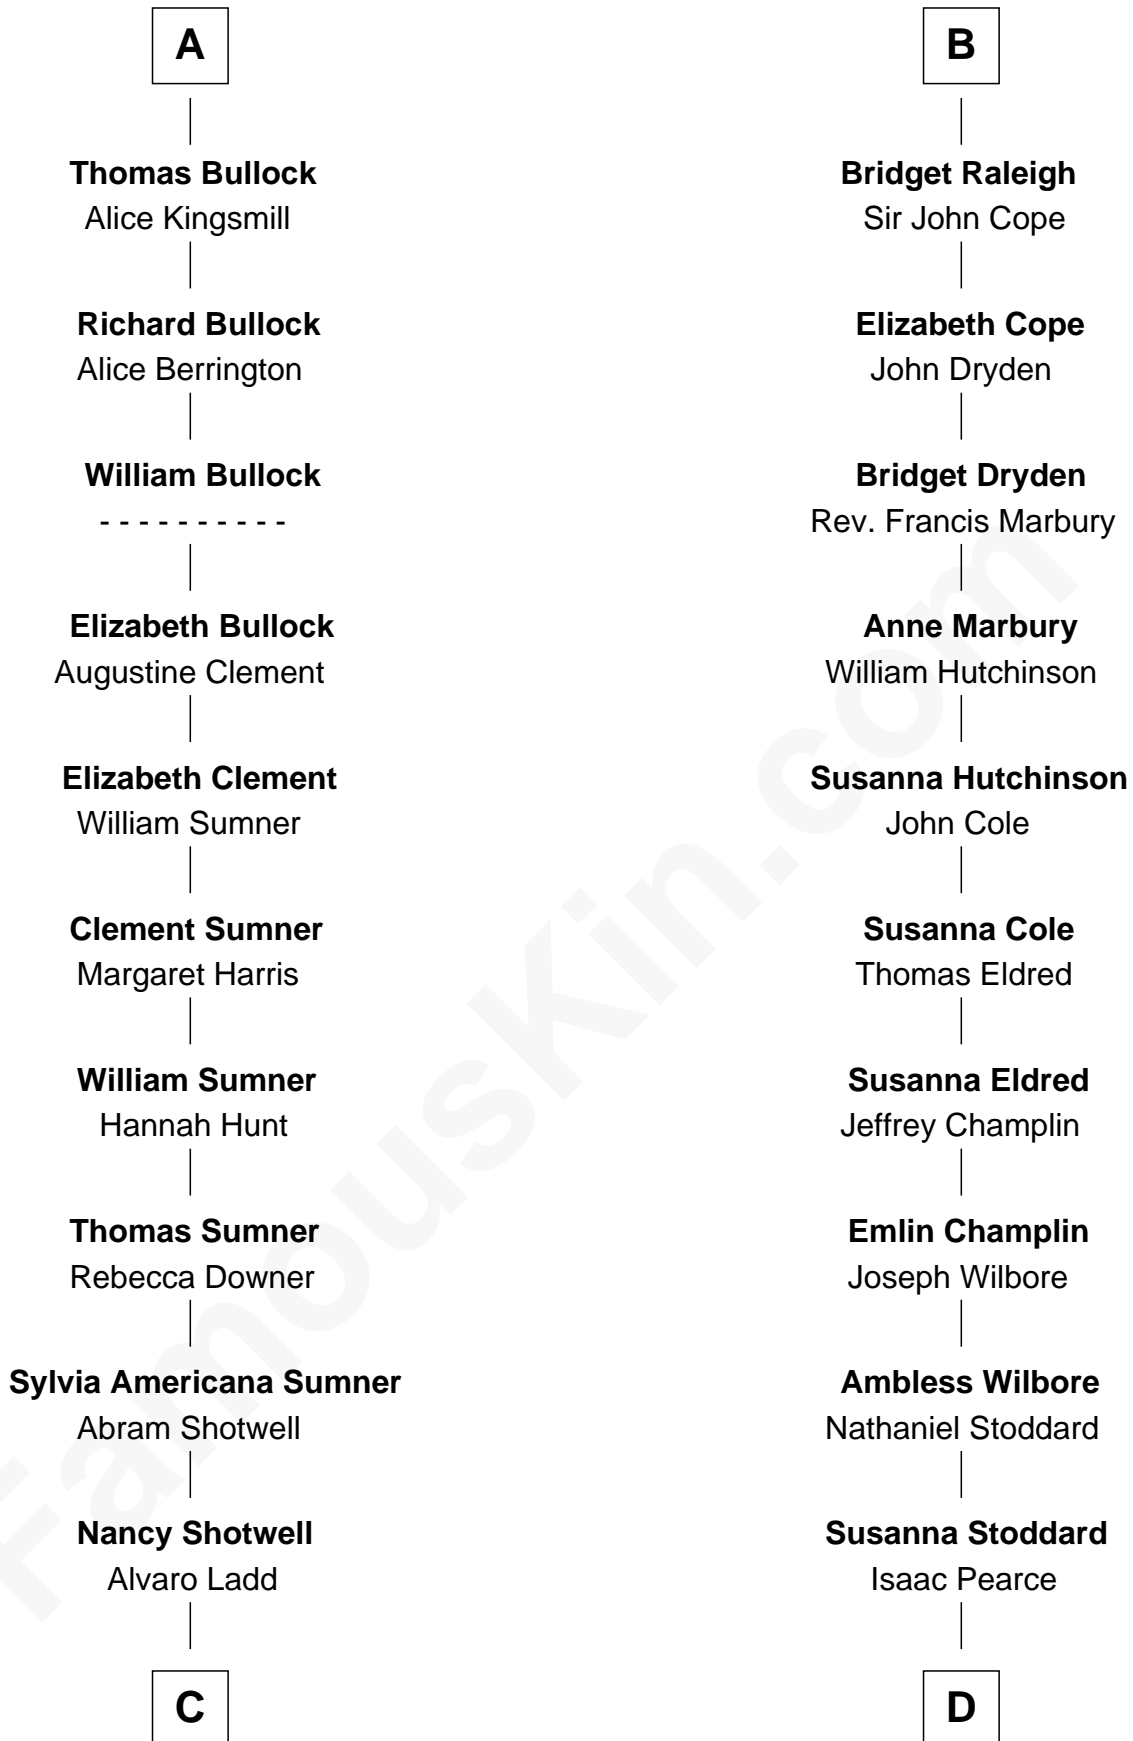 A
Thomas Bullock
Alice Kingsmill
Richard Bullock
Alice Berrington
William Bullock
- - - - - - - - - -
Elizabeth Bullock
Augustine Clement
Elizabeth Clement
William Sumner
Clement Sumner
Margaret Harris
William Sumner
Hannah Hunt
Thomas Sumner
Rebecca Downer
Sylvia Americana Sumner
Abram Shotwell
Nancy Shotwell
Alvaro Ladd
C
B
Bridget Raleigh
Sir John Cope
Elizabeth Cope
John Dryden
Bridget Dryden
Rev. Francis Marbury
Anne Marbury
William Hutchinson
Susanna Hutchinson
John Cole
Susanna Cole
Thomas Eldred
Susanna Eldred
Jeffrey Champlin
Emlin Champlin
Joseph Wilbore
Ambless Wilbore
Nathaniel Stoddard
Susanna Stoddard
Isaac Pearce
D
FamousKin.com